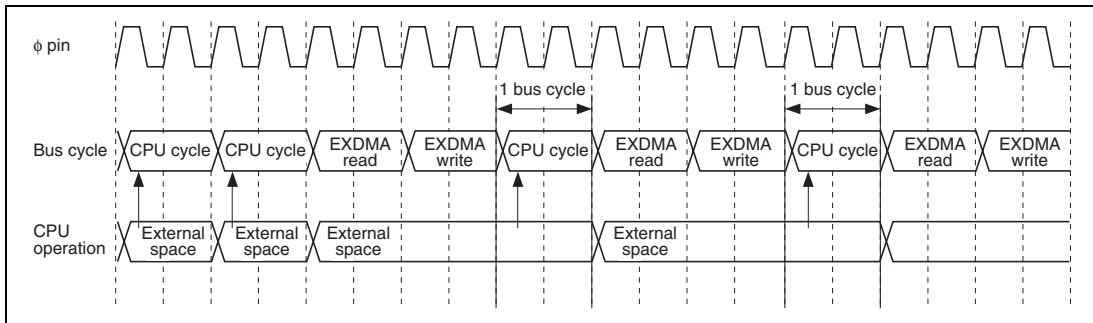 φ pin
1 bus cycle
1 bus cycle
Bus cycle
CPU cycle
CPU cycle
EXDMA
read
EXDMA
write
CPU cycle
EXDMA
read
EXDMA
write
CPU cycle
EXDMA
read
EXDMA
write
CPU
operation
External
space
External
space
External
space
External
space